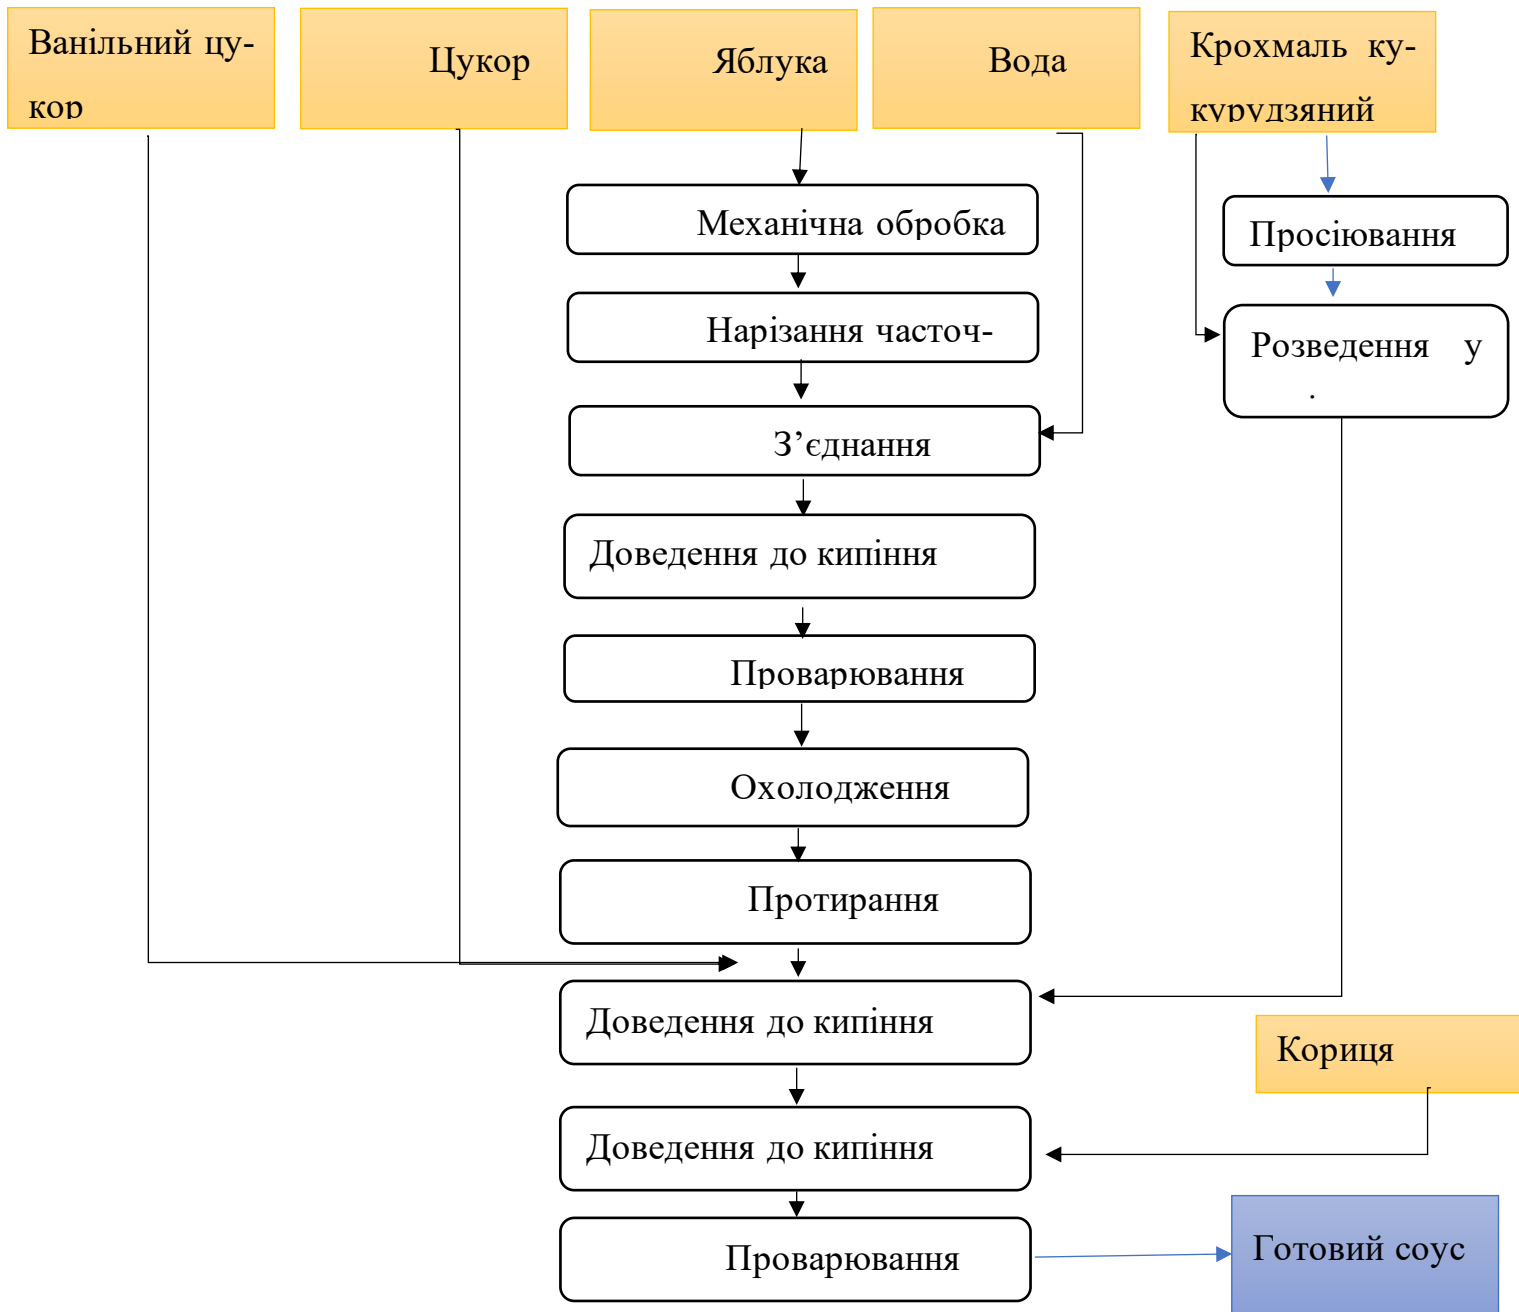 Ванільний цу-
кор
Цукор
Яблука
Вода
Крохмаль ку-
курудзяний
Механічна обробка
Просіювання
Нарізання часточ-
Розведення у
З’єднання
Доведення до кипіння
Проварювання
Охолодження
Протирання
Доведення до кипіння
Кориця
Доведення до кипіння
Проварювання
Готовий соус